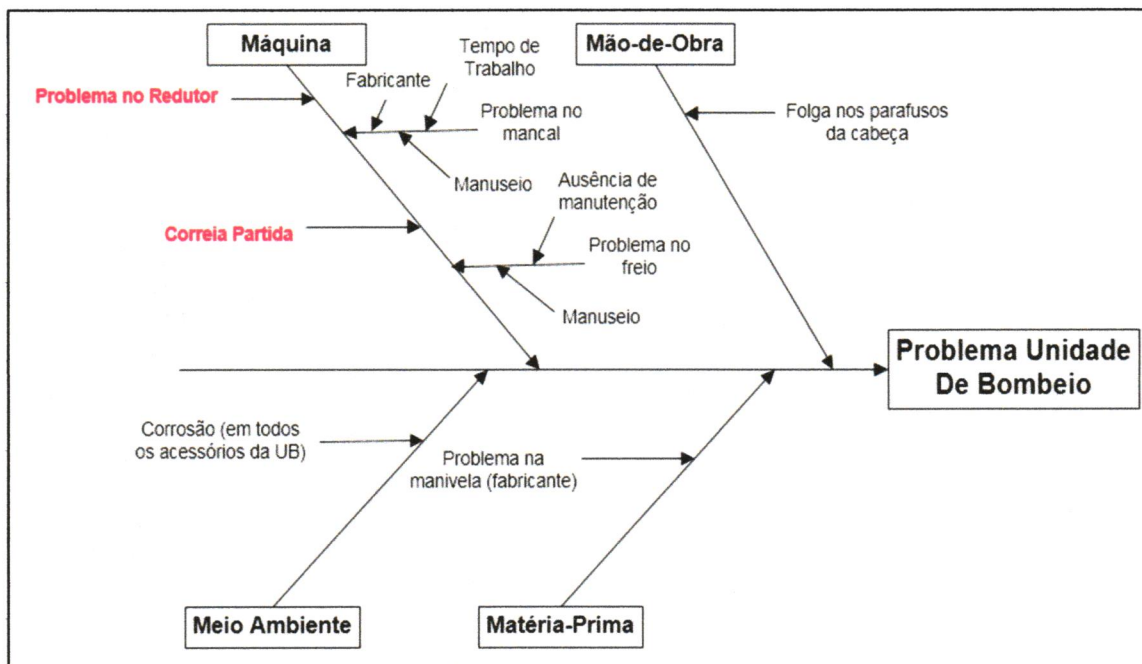 Máquina
Mão-de-Obra
Problema no Redutor
Fabricante
Tempo de
Trabalho
Problema no
mancal
Manuseio
Folga nos parafusos
da cabeça
Correia Partida
Ausência de
manutenção
Problema no
freio
Manuseio
Problema Unidade
De Bombeio
Corrosão (em todos
os acessórios da UB)
Problema na
manivela (fabricante)
Meio Ambiente
Matéria-Prima